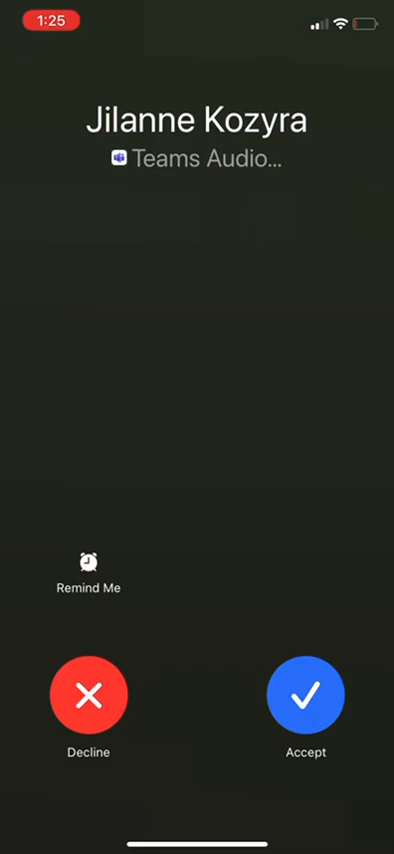 1:25
Jilanne Kozyra
Teams Audio...
Remind Me
Decline
Accept